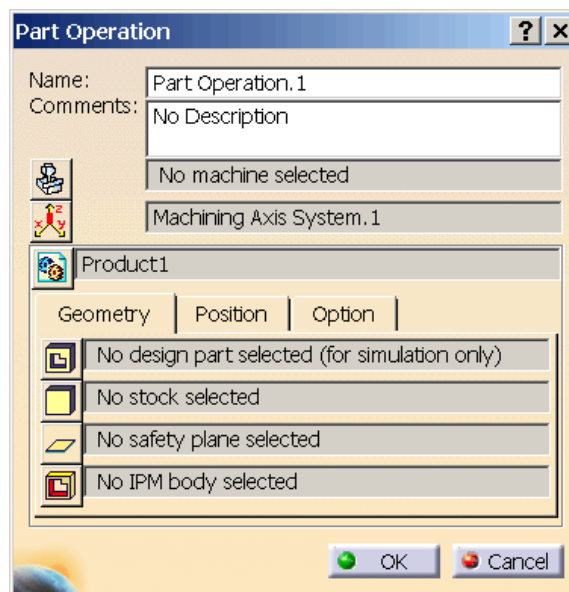 Part Operation
Name: Part Operation.1
Comments: No Description
No machine selected
Machining Axis System.1
Product1
Geometry Position Option
No design part selected (for simulation only)
No stock selected
No safety plane selected
No IPM body selected
OK Cancel